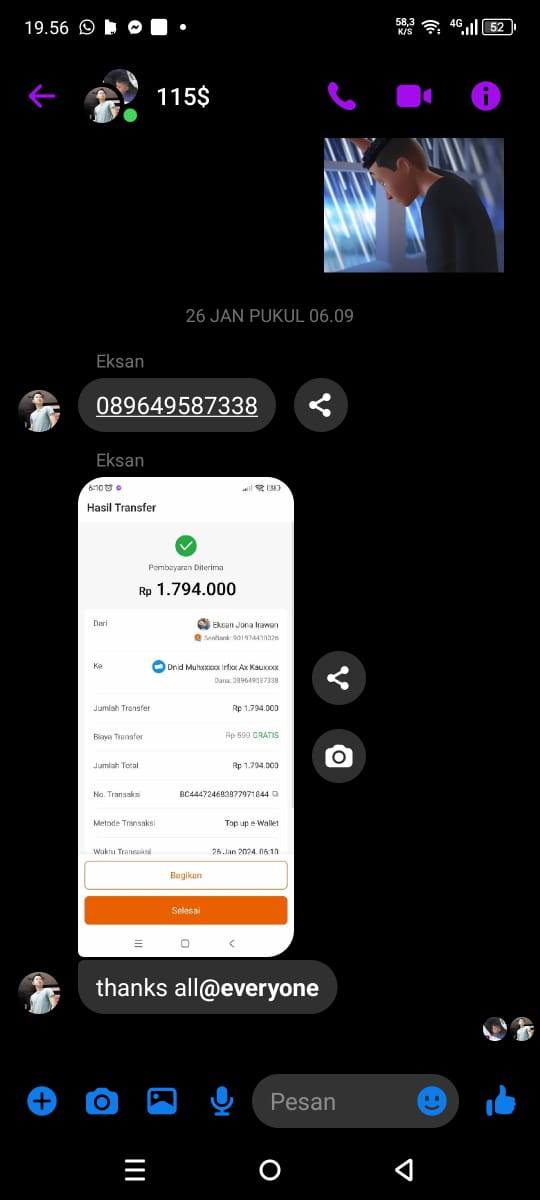 19.56
58,3
K/S
4G
52
115$
26 JAN PUKUL 06.09
Eksan
089649587338
Eksan
6:10
Hasil Transfer
Pembayaran Diterima
Rp 1.794.000
Dari
Eksan Jona Irawan
SeaBank: 901974430026
Ke
Dnid Muhxxxxx Irfxx Ax Kauxxxx
Dana: 089649587338
Jumlah Transfer
Rp 1.794.000
Biaya Transfer
Rp 500 GRATIS
Jumlah Total
Rp 1.794.000
No. Transaksi
BC444724683877971844
Metode Transaksi
Top up e-Wallet
Waktu Transaksi
26 Jan 2024, 06:10
Bagikan
Selesai
thanks all@everyone
Pesan